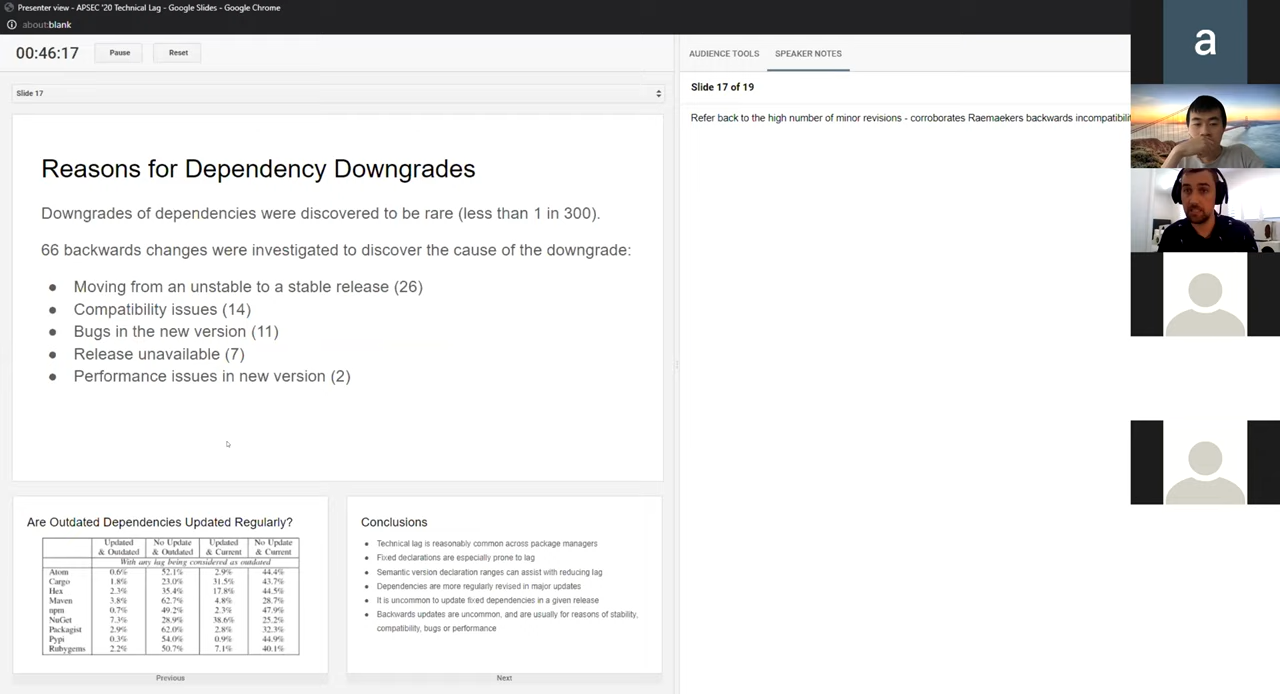 Presenter view - APSEC '20 Technical Lag - Google Slides - Google Chrome
about:blank
00:46:17 Pause Reset
AUDIENCE TOOLS SPEAKER NOTES
Slide 17
Slide 17 of 19
Refer back to the high number of minor revisions - corroborates Raemaekers backwards
Reasons for Dependency Downgrades
Downgrades of dependencies were discovered to be rare (less than 1 in 300).
66 backwards changes were investigated to discover the cause of the downgrade:
● Moving from an unstable to a stable release (26)
● Compatibility issues (14)
● Bugs in the new version (11)
● Release unavailable (7)
● Performance issues in new version (2)
Are Outdated Dependencies Updated Regularly?
Updated & Outdated No Update & Outdated Updated & Current No Update & Current
With any lag being considered as outdated
Atom 0.6% 52.1% 2.9% 44.4%
Cargo 1.8% 23.0% 31.5% 43.7%
Hex 2.3% 35.4% 17.8% 44.5%
Maven 3.8% 62.7% 4.8% 28.7%
npm 0.7% 49.2% 2.3% 47.9%
NuGet 7.3% 28.9% 38.6% 25.2%
Packagist 2.9% 62.0% 2.8% 32.3%
Pypi 0.3% 54.0% 0.9% 44.9%
Rubygems 2.2% 50.7% 7.1% 40.1%
Previous
Conclusions
● Technical lag is reasonably common across package managers
● Fixed declarations are especially prone to lag
● Semantic version declaration ranges can assist with reducing lag
● Dependencies are more regularly revised in major updates
● It is uncommon to update fixed dependencies in a given release
● Backwards updates are uncommon, and are usually for reasons of stability,
compatibility, bugs or performance
Next
a